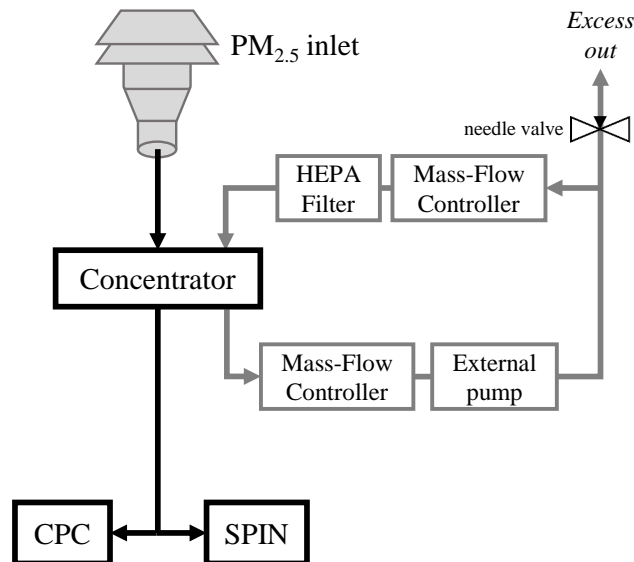 PM2.5 inlet
Excess
out
needle valve
HEPA
Filter
Mass-Flow
Controller
Concentrator
Mass-Flow
Controller
External
pump
CPC
SPIN